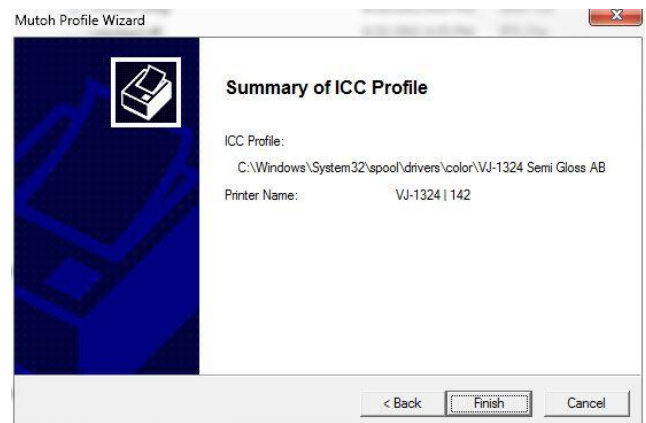 Mutoh Profile Wizard
Summary of ICC Profile
ICC Profile:
C:\Windows\System32\spool\drivers\color\VJ-1324 Semi Gloss AB
Printer Name: VJ-1324 | 142
< Back Finish Cancel